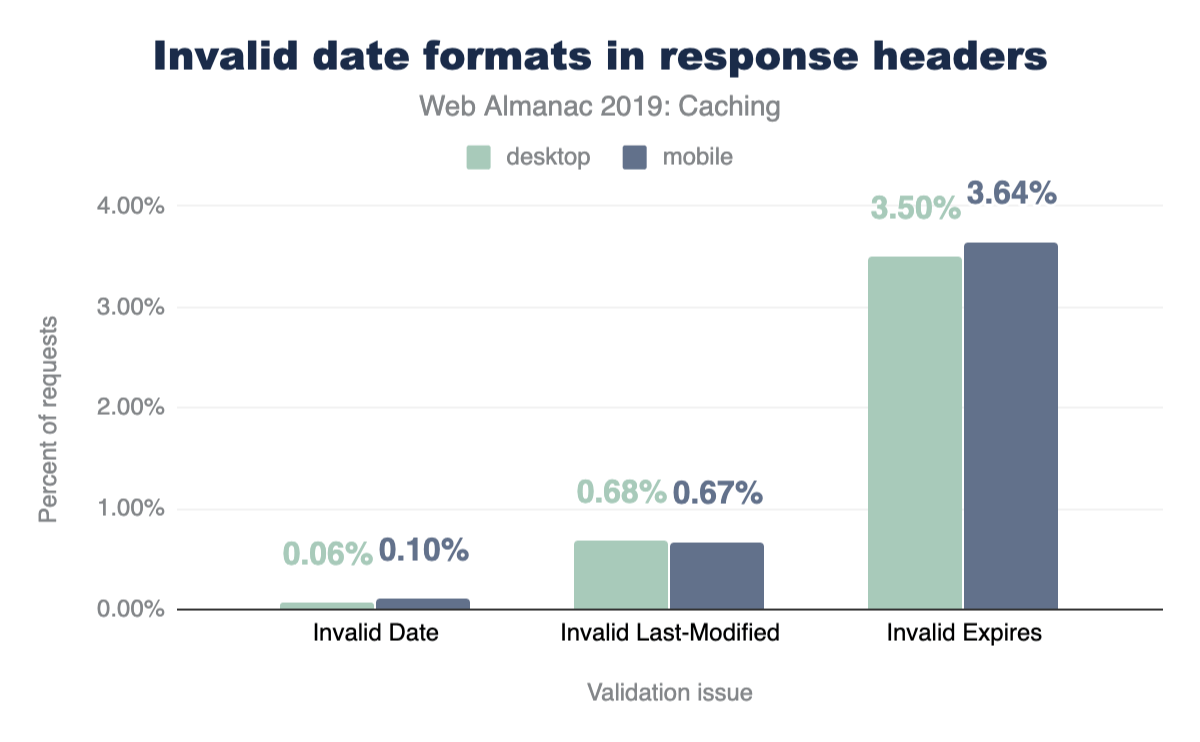 Invalid date formats in response headers
Web Almanac 2019: Caching
desktop mobile
4.00%
3.00%
2.00%
1.00%
0.00%
Percent of requests
0.06% 0.10%
0.68% 0.67%
3.50% 3.64%
Invalid Date Invalid Last-Modified Invalid Expires
Validation issue